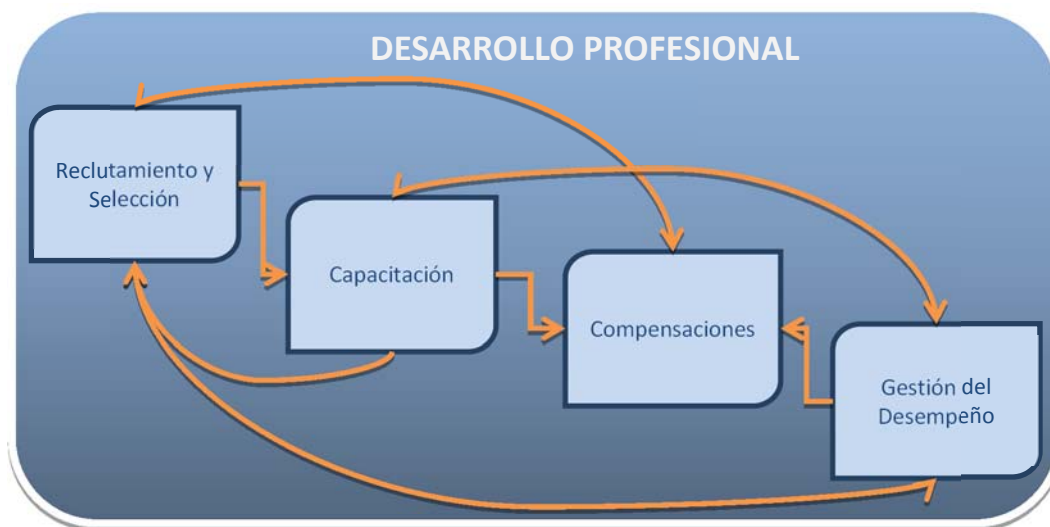 DESARROLLO PROFESIONAL
Reclutamiento y
Selección
Capacitación
Compensaciones
Gestión del
Desempeño